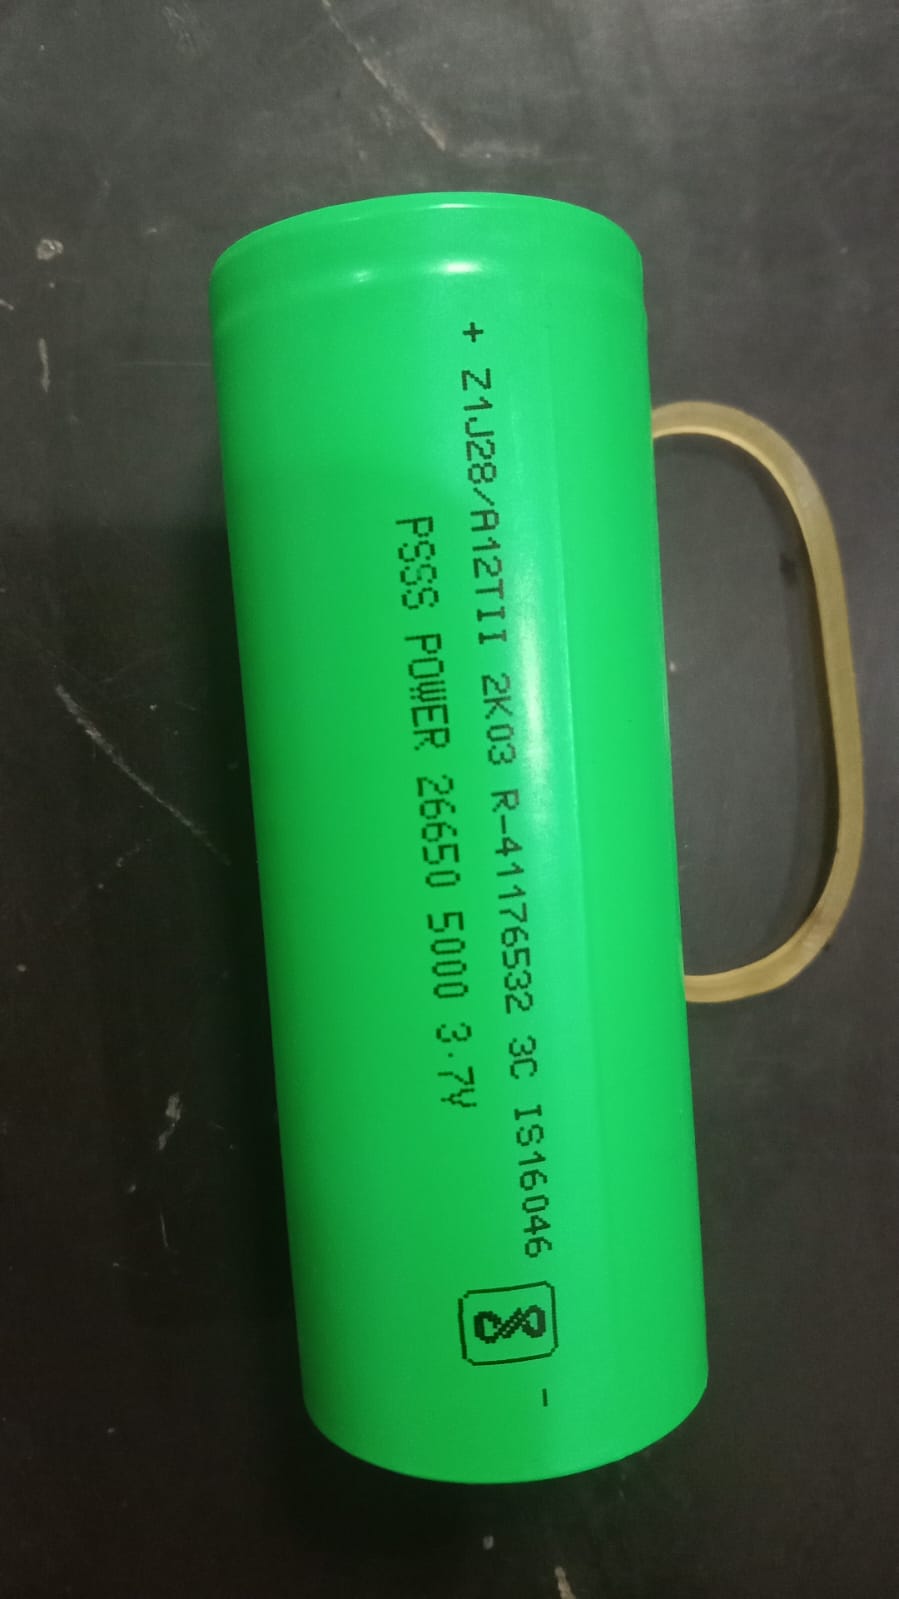 + Z1J28/A12TII 2K03 R-41176532 3C IS16046 -
PSSS POWER 26650 5000 3.7V